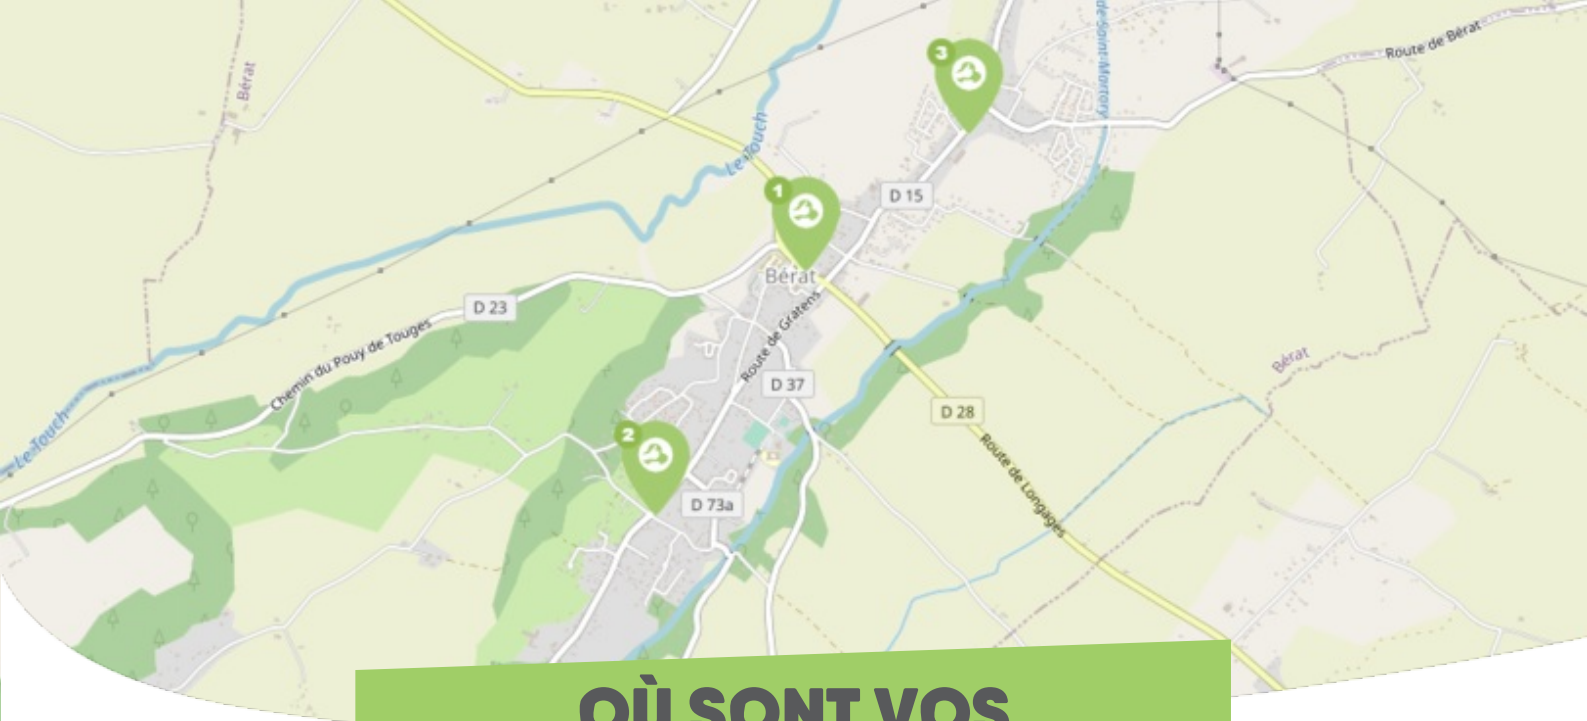 de Saint-Martory
Route de Bérat
3
Bérat
Le Touch
1
D 15
Bérat
D 23
Chemin du Pouy de Touges
Route de Gratens
Bérat
D 37
D 28
Le Touch
2
Route de Longages
D 73a
OÙ SONT VOS